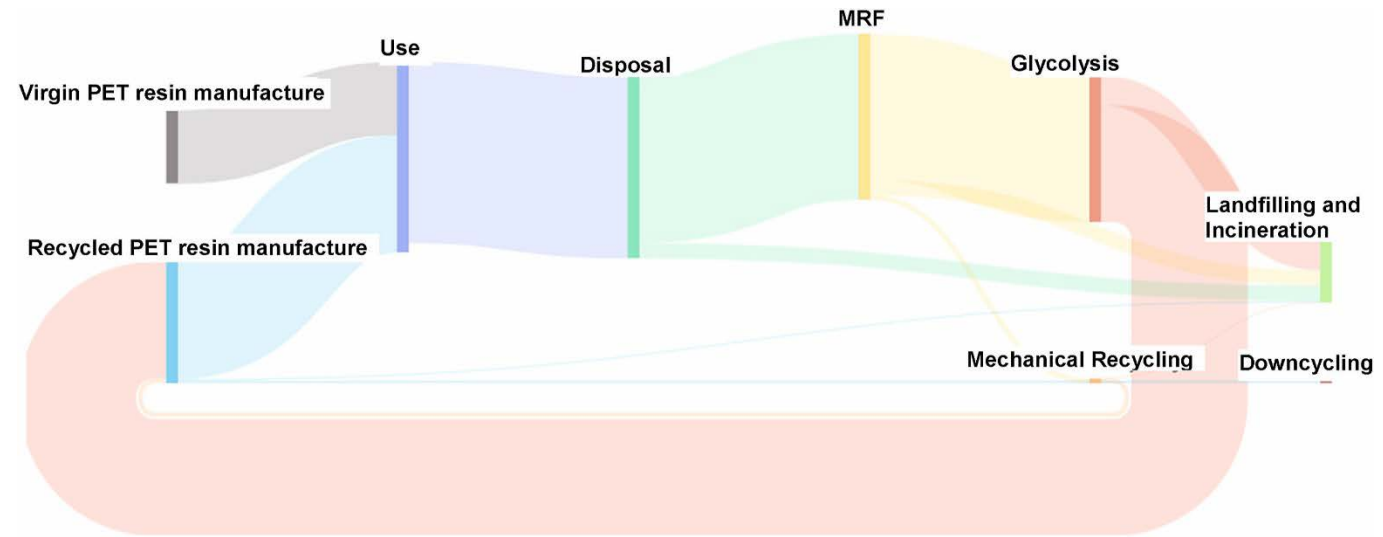 MRF
Use
Disposal
Glycolysis
Virgin PET resin manufacture
Landfilling and
Incineration
Recycled PET resin manufacture
Mechanical Recycling
Downcycling